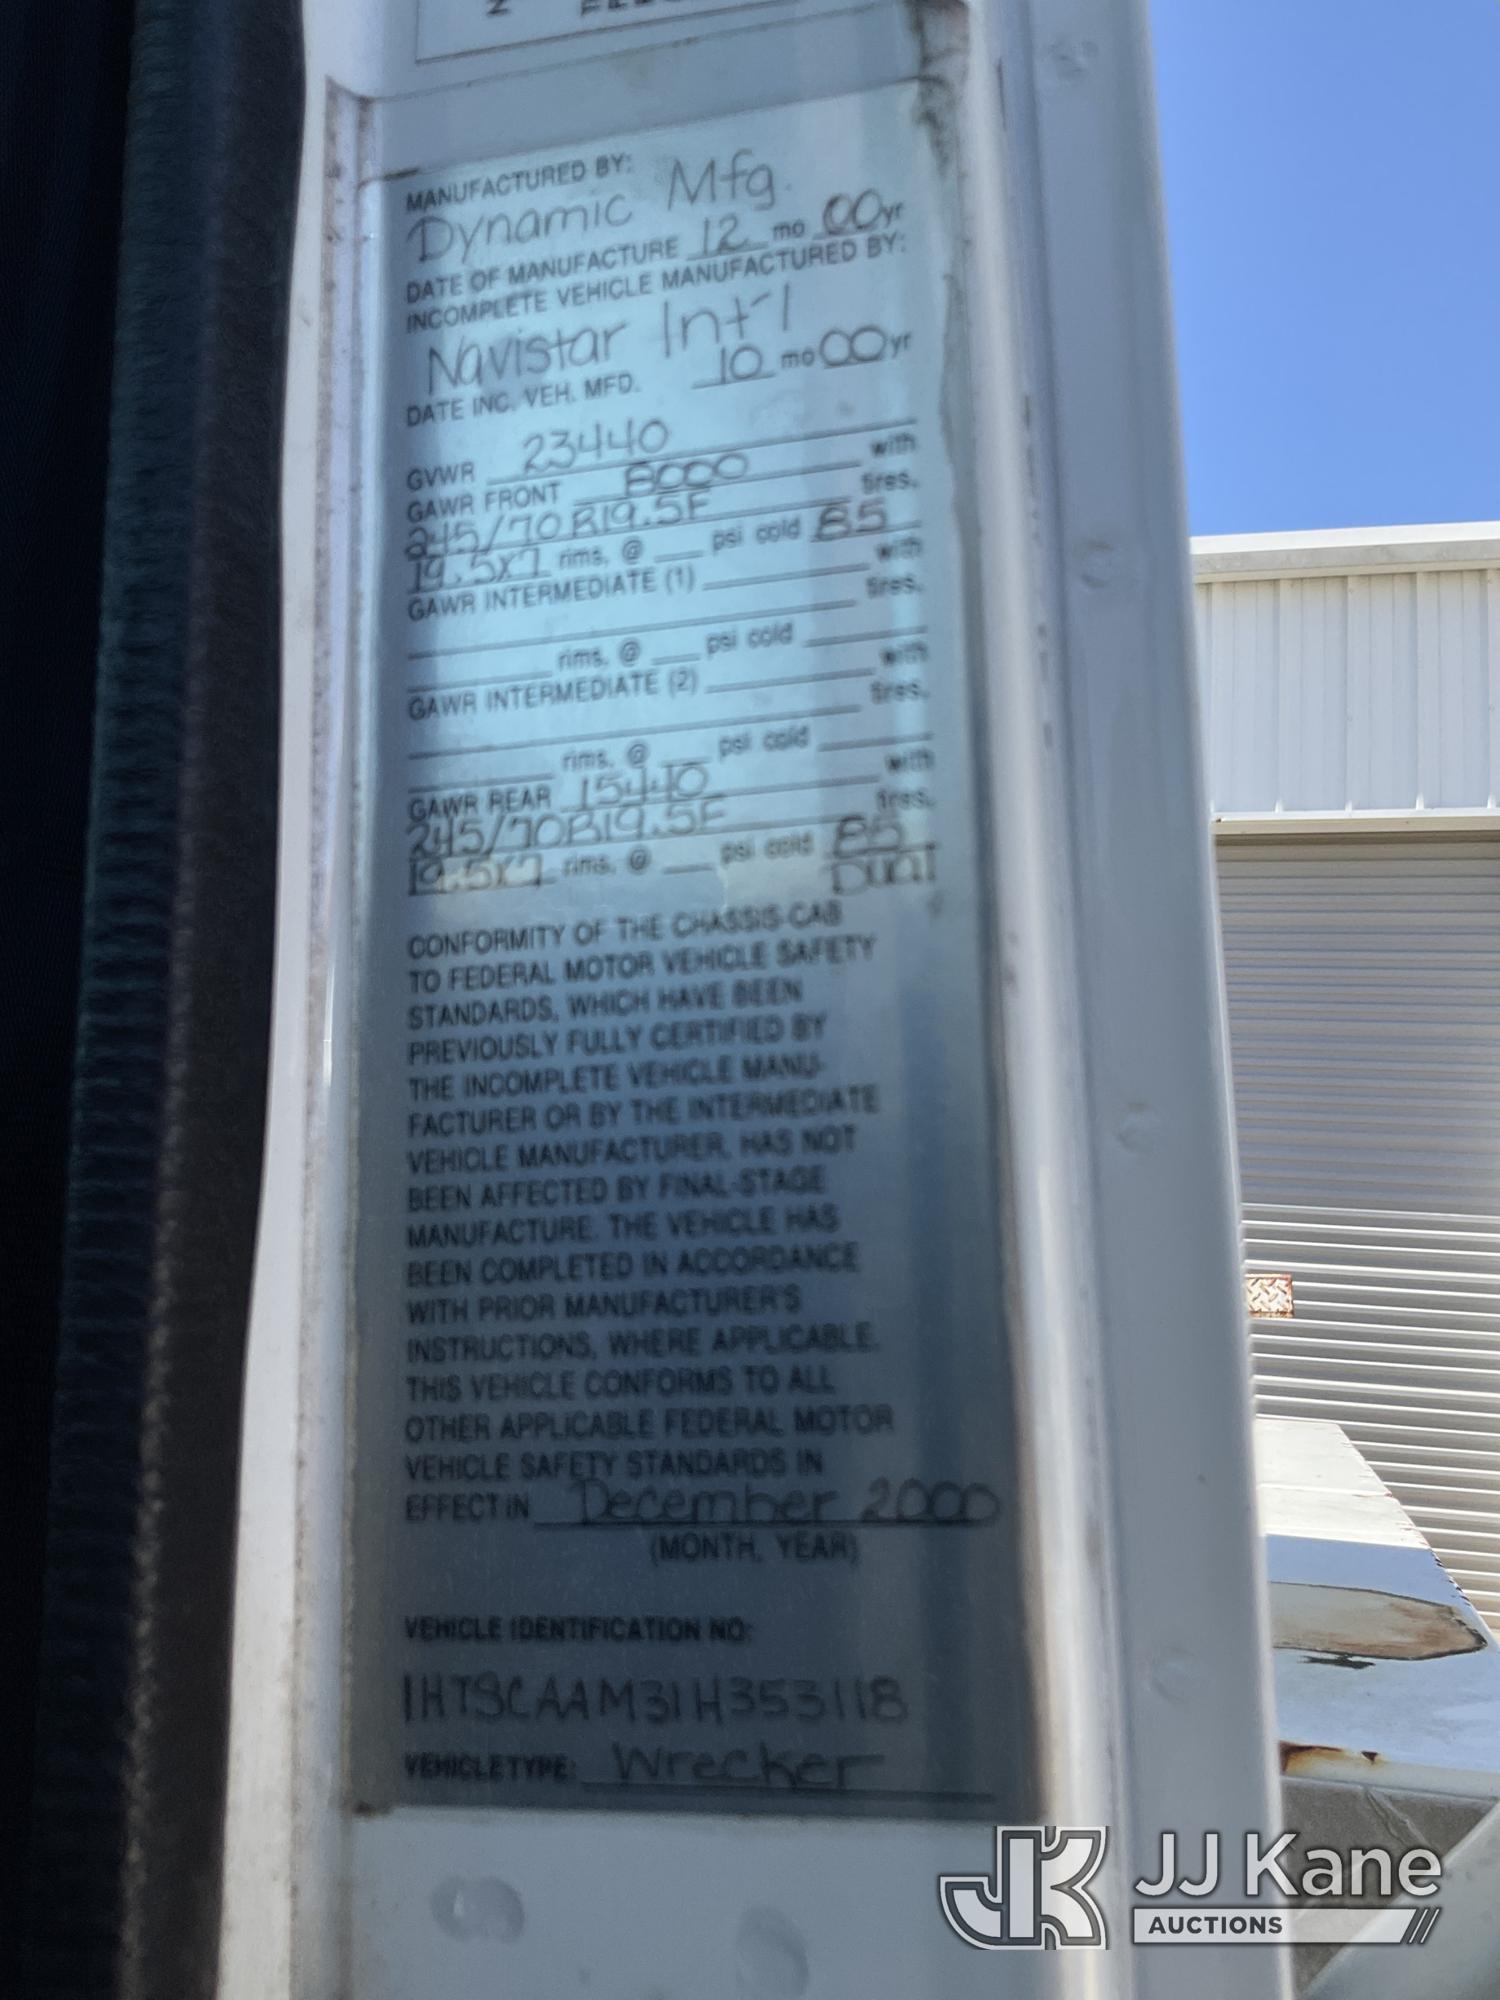 MANUFACTURED BY:
Dynamic Mfg.
DATE OF MANUFACTURE 12 mo 00 yr
INCOMPLETE VEHICLE MANUFACTURED BY:
Navistar Int'l
DATE INC. VEH. MFD. 10 mo 00 yr
GVWR 23440
GAWR FRONT 8000 with
245/70R19.5F tires.
19.5x7 rims. @ psi cold 85
GAWR INTERMEDIATE (1) with
tires.
rims. @ psi cold
GAWR INTERMEDIATE (2) with
tires.
rims. @ psi cold
GAWR REAR 15440 with
245/70R19.5F tires.
19.5x7 rims. @ psi cold 85
Dual
CONFORMITY OF THE CHASSIS-CAB
TO FEDERAL MOTOR VEHICLE SAFETY
STANDARDS, WHICH HAVE BEEN
PREVIOUSLY FULLY CERTIFIED BY
THE INCOMPLETE VEHICLE MANU-
FACTURER OR BY THE INTERMEDIATE
VEHICLE MANUFACTURER, HAS NOT
BEEN AFFECTED BY FINAL-STAGE
MANUFACTURE. THE VEHICLE HAS
BEEN COMPLETED IN ACCORDANCE
WITH PRIOR MANUFACTURER'S
INSTRUCTIONS, WHERE APPLICABLE.
THIS VEHICLE CONFORMS TO ALL
OTHER APPLICABLE FEDERAL MOTOR
VEHICLE SAFETY STANDARDS IN
EFFECT IN December 2000
(MONTH, YEAR)
VEHICLE IDENTIFICATION NO:
1HTSCAAM31H353118
VEHICLE TYPE: Wrecker
JK JJ Kane
AUCTIONS